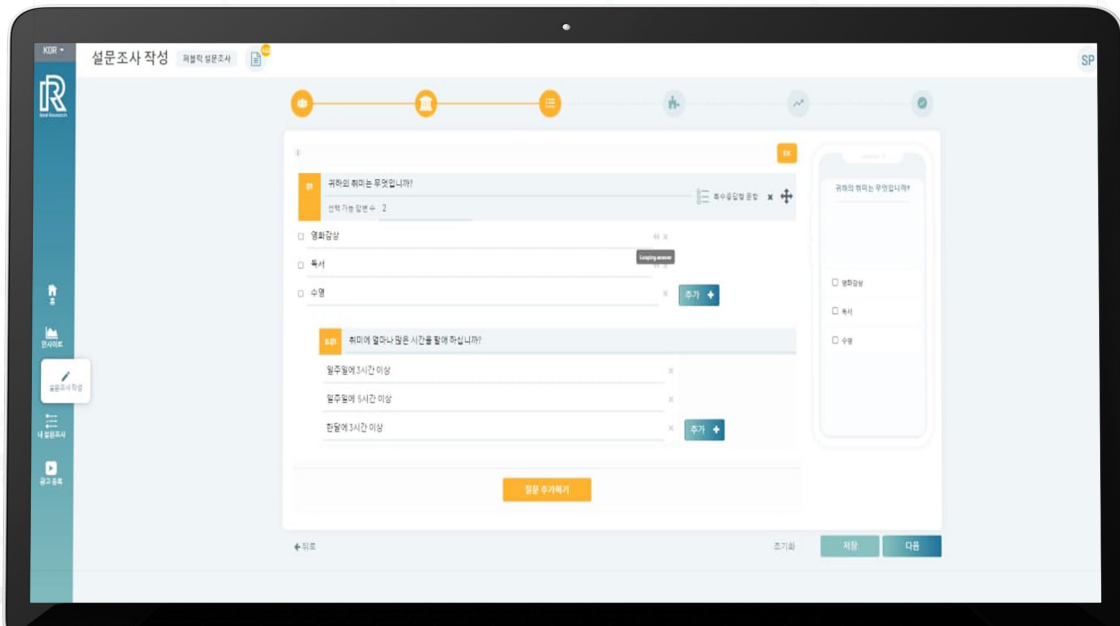 KOR
설문조사 작성
퍼블릭 설문조사
SP
Real Research
홈
인사이트
설문조사 작성
내 설문조사
광고 등록
귀하의 취미는 무엇입니까?
선택 가능 답변 수 2
복수응답형 문항
영화감상
독서
수영
추가
Looping answer
취미에 얼마나 많은 시간을 할애 하십니까?
일주일에 3시간 이상
일주일에 5시간 이상
한달에 3시간 이상
추가
질문 추가하기
뒤로
초기화
저장
다음
귀하의 취미는 무엇입니까?
영화감상
독서
수영